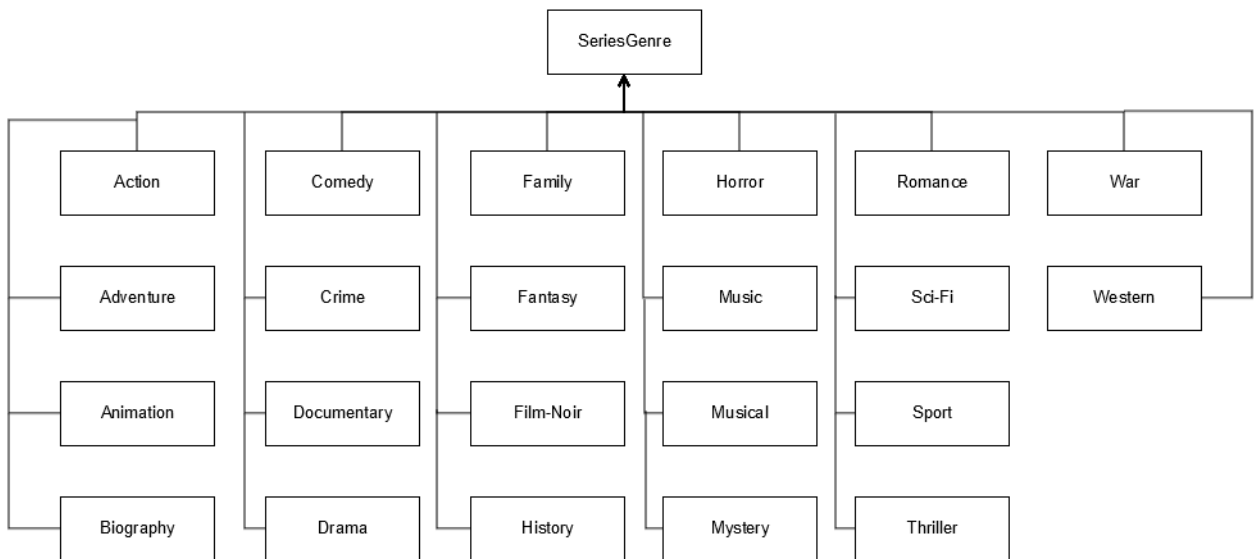 SeriesGenre
Action
Comedy
Family
Horror
Romance
War
Adventure
Crime
Fantasy
Music
Sci-Fi
Western
Animation
Documentary
Film-Noir
Musical
Sport
Biography
Drama
History
Mystery
Thriller